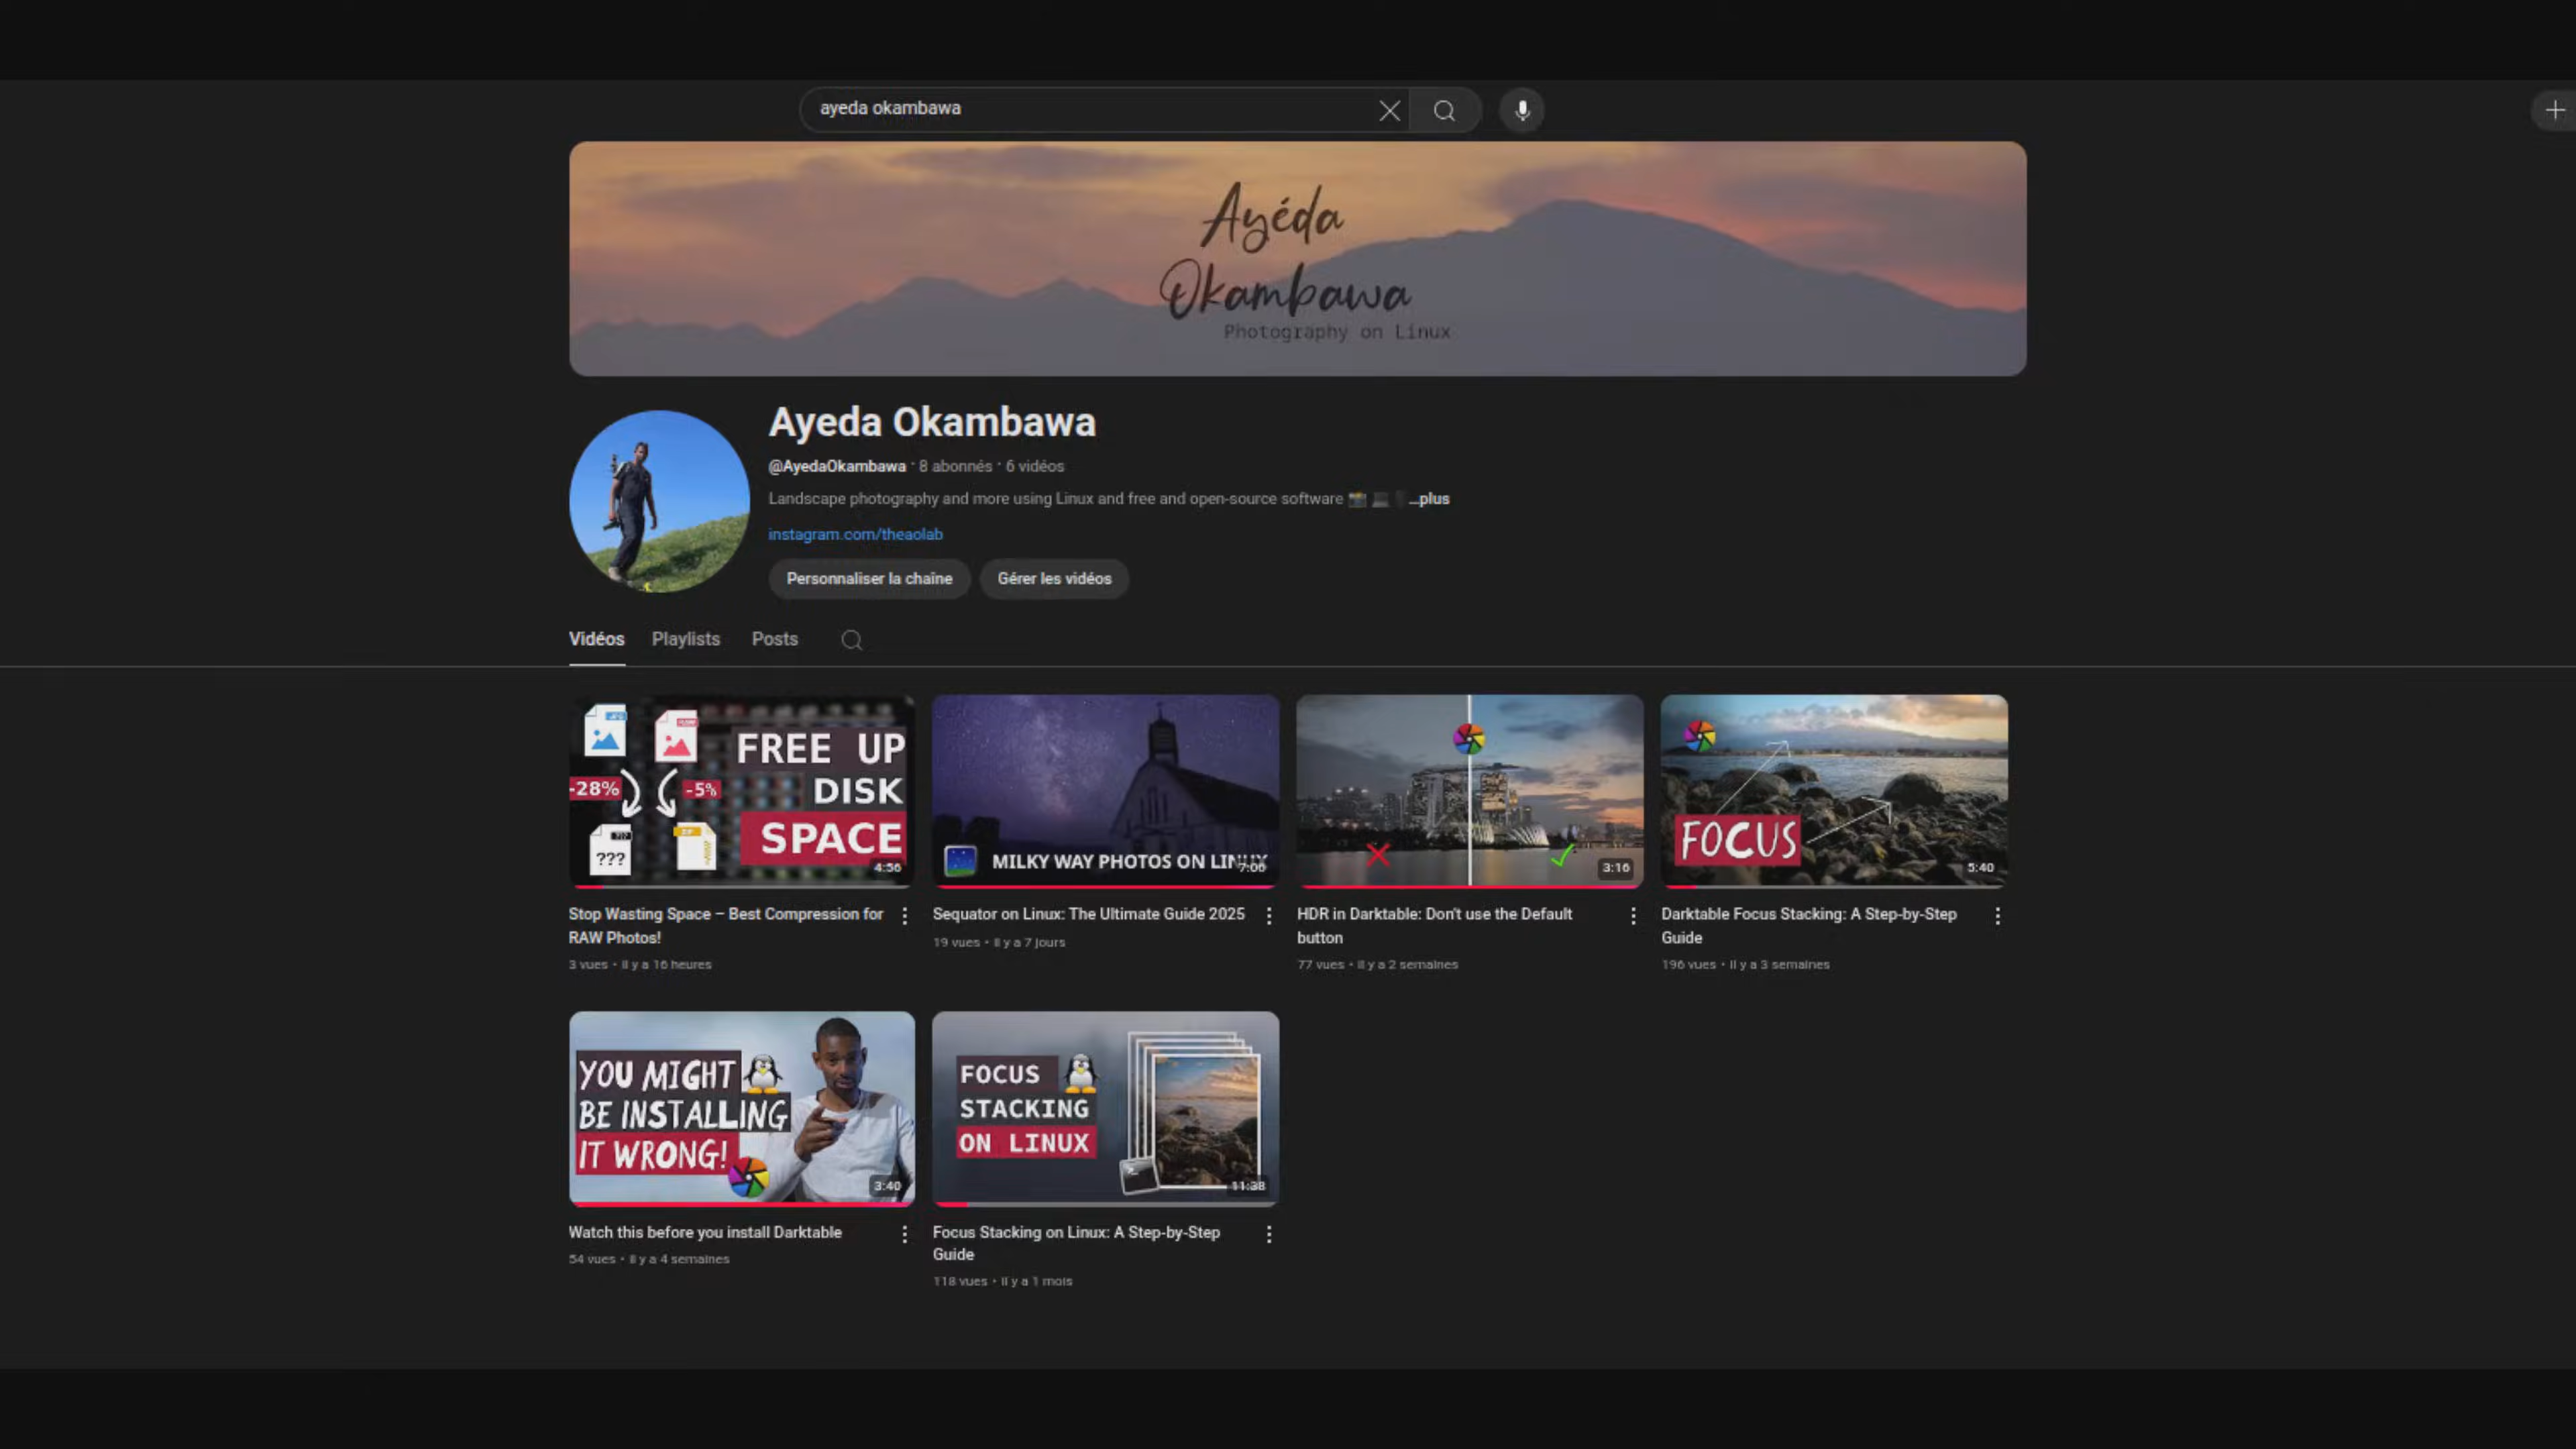 ayeda okambawa
Ayéda
Okambawa
Photography on Linux
Ayeda Okambawa
@AyedaOkambawa · 8 abonnés · 6 vidéos
Landscape photography and more using Linux and free and open-source software ...plus
instagram.com/theaolab
Personnaliser la chaîne
Gérer les vidéos
Vidéos
Playlists
Posts
FREE UP
DISK
SPACE
-28%
-5%
???
4:56
MILKY WAY PHOTOS ON LINUX
7:06
3:16
FOCUS
5:40
Stop Wasting Space – Best Compression for
RAW Photos!
3 vues • il y a 16 heures
Sequator on Linux: The Ultimate Guide 2025
19 vues • il y a 7 jours
HDR in Darktable: Don't use the Default
button
77 vues • il y a 2 semaines
Darktable Focus Stacking: A Step-by-Step
Guide
196 vues • il y a 3 semaines
YOU MIGHT
BE INSTALLING
IT WRONG!
3:40
FOCUS
STACKING
ON LINUX
11:38
Watch this before you install Darktable
54 vues • il y a 4 semaines
Focus Stacking on Linux: A Step-by-Step
Guide
118 vues • il y a 1 mois